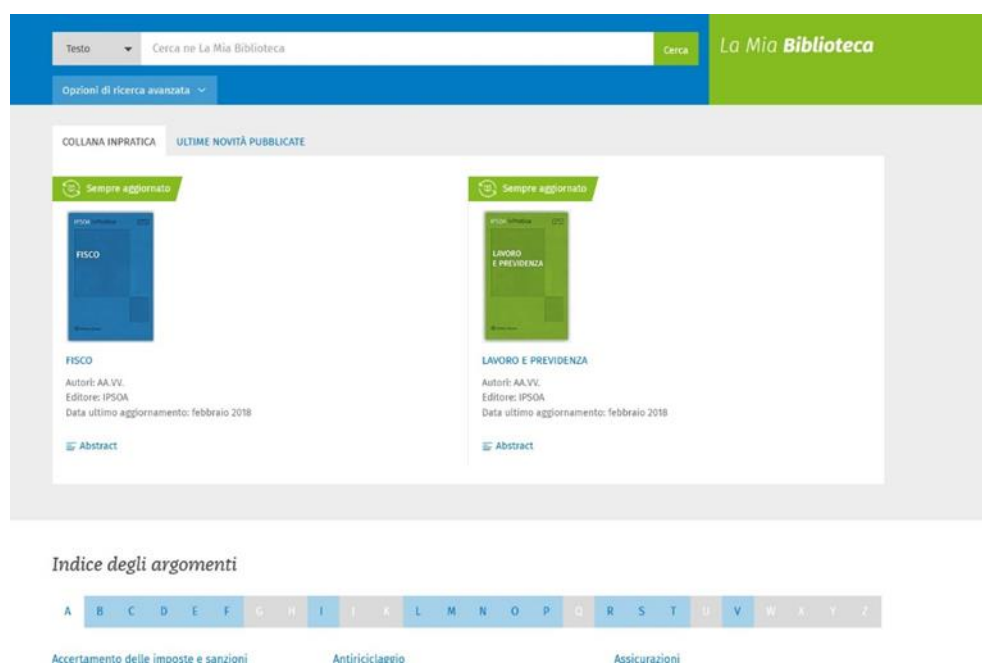 Testo
Cerca ne La Mia Biblioteca
Cerca
La Mia Biblioteca
Opzioni di ricerca avanzata
COLLANA INPRATICA
ULTIME NOVITÀ PUBBLICATE
Sempre aggiornato
Sempre aggiornato
FISCO
LAVORO
E PREVIDENZA
FISCO
Autori: AA.VV.
Editore: IPSOA
Data ultimo aggiornamento: febbraio 2018
Abstract
LAVORO E PREVIDENZA
Autori: AA.VV.
Editore: IPSOA
Data ultimo aggiornamento: febbraio 2018
Abstract
Indice degli argomenti
A B C D E F G H I J K L M N O P Q R S T U V W X Y Z
Accertamento delle imposte e sanzioni
Antiriciclaggio
Assicurazioni